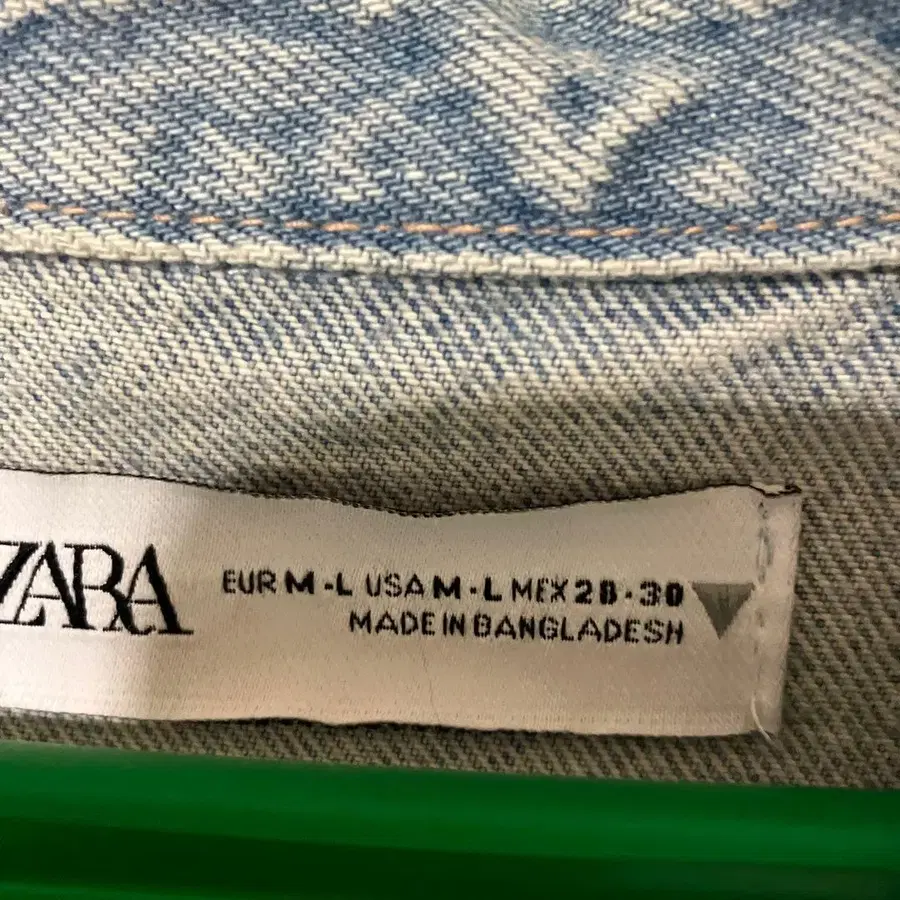 ZARA
EUR M - L USA M - L MEX 28 - 30
MADE IN BANGLADESH